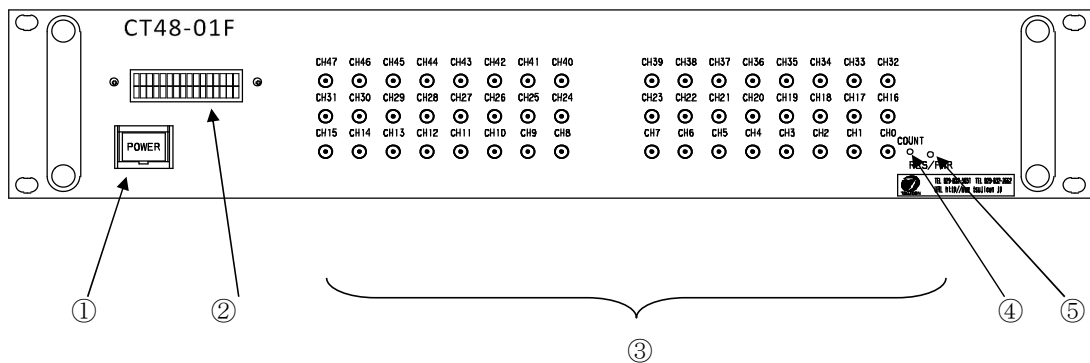 CT48-01F
CH47 CH46 CH45 CH44 CH43 CH42 CH41 CH40 CH39 CH38 CH37 CH36 CH35 CH34 CH33 CH32
CH31 CH30 CH29 CH28 CH27 CH26 CH25 CH24 CH23 CH22 CH21 CH20 CH19 CH18 CH17 CH16
CH15 CH14 CH13 CH12 CH11 CH10 CH9 CH8 CH7 CH6 CH5 CH4 CH3 CH2 CH1 CH0
POWER
COUNT
TEL TEL
URL
① ② ④ ⑤
③